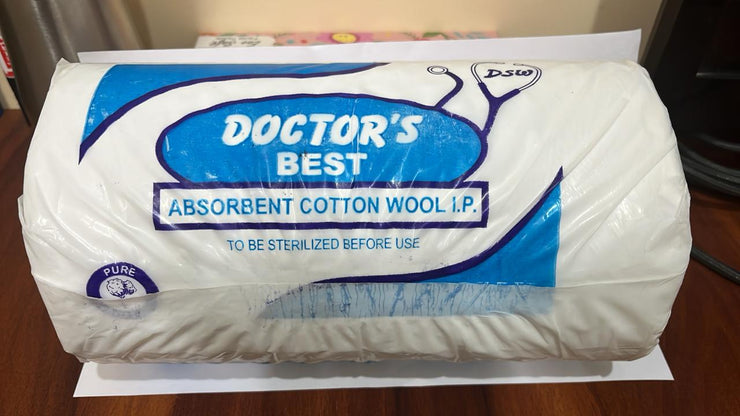 DSW
DOCTOR'S
BEST
ABSORBENT COTTON WOOL I.P.
TO BE STERILIZED BEFORE USE
PURE